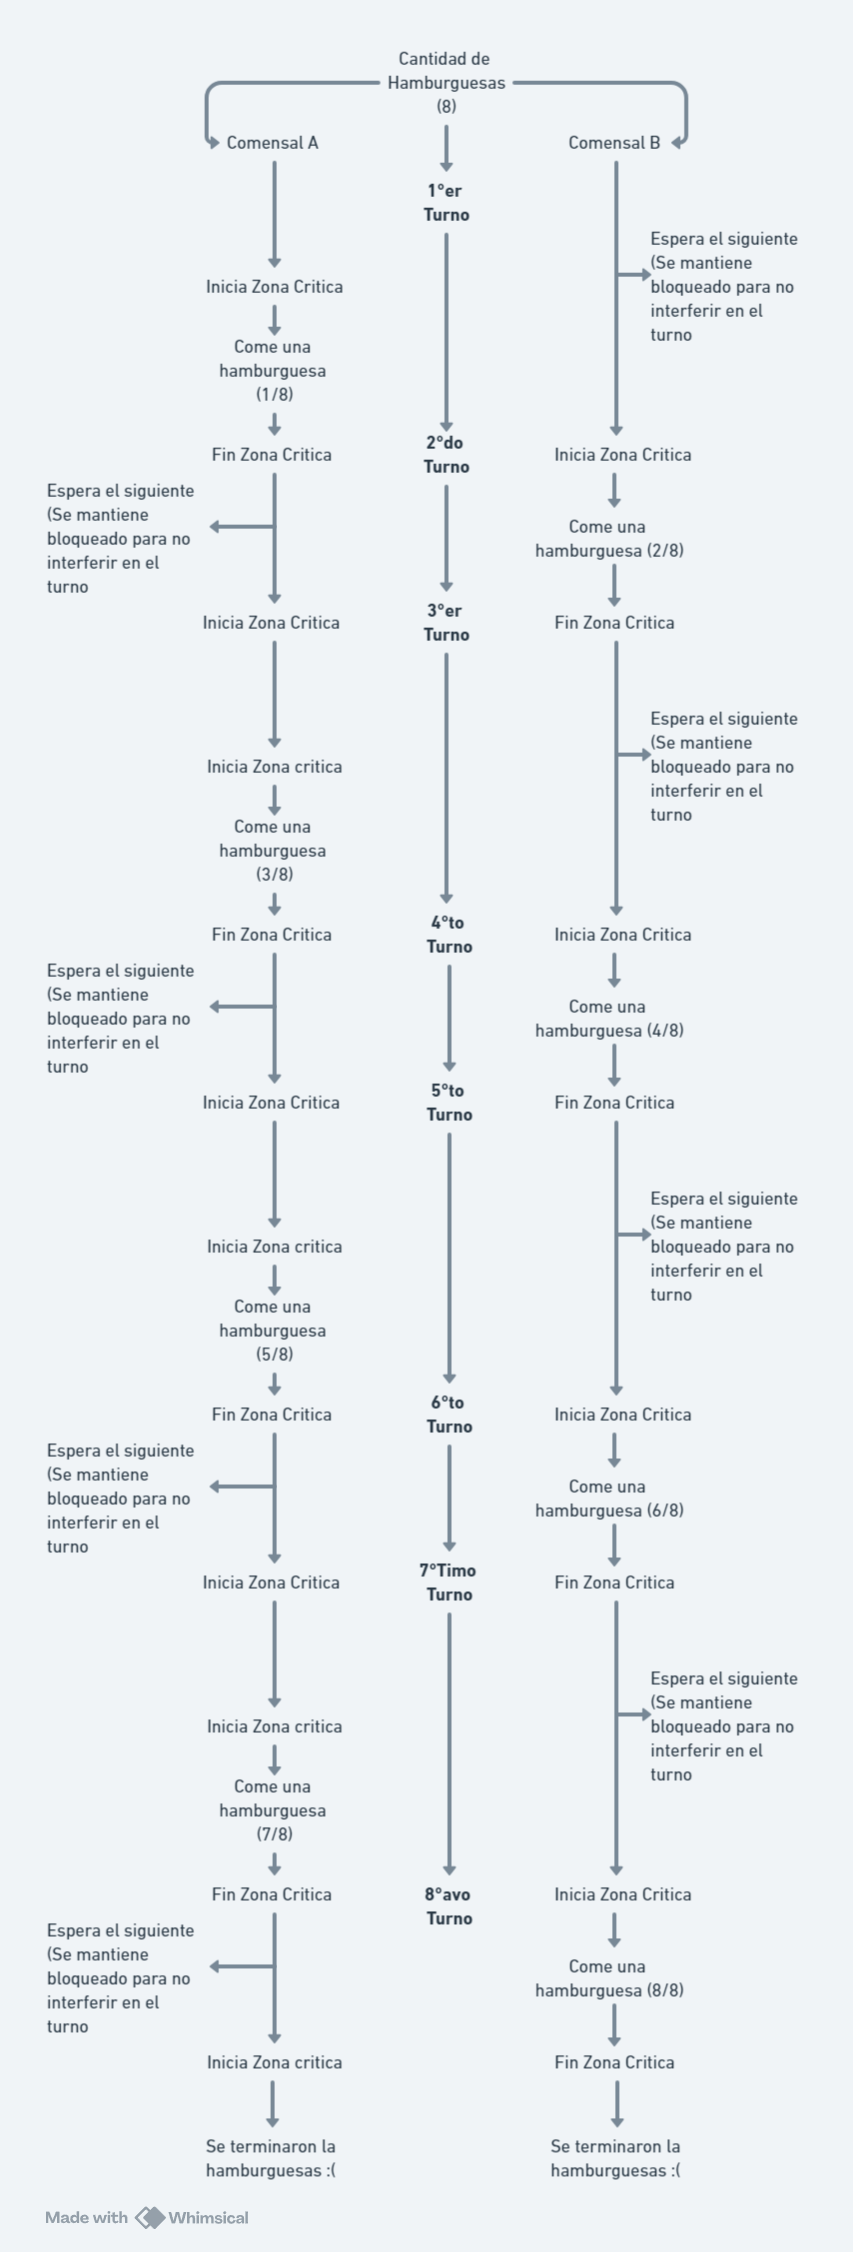 Cantidad de
Hamburguesas
(8)
Comensal A
Comensal B
1°er
Turno
Espera el siguiente
(Se mantiene
bloqueado para no
interferir en el
turno
Inicia Zona Critica
Come una
hamburguesa
(1/8)
2°do
Turno
Fin Zona Critica
Inicia Zona Critica
Espera el siguiente
(Se mantiene
bloqueado para no
interferir en el
turno
Come una
hamburguesa (2/8)
3°er
Turno
Inicia Zona Critica
Fin Zona Critica
Espera el siguiente
(Se mantiene
bloqueado para no
interferir en el
turno
Inicia Zona critica
Come una
hamburguesa
(3/8)
4°to
Turno
Fin Zona Critica
Inicia Zona Critica
Espera el siguiente
(Se mantiene
bloqueado para no
interferir en el
turno
Come una
hamburguesa (4/8)
5°to
Turno
Inicia Zona Critica
Fin Zona Critica
Espera el siguiente
(Se mantiene
bloqueado para no
interferir en el
turno
Inicia Zona critica
Come una
hamburguesa
(5/8)
6°to
Turno
Fin Zona Critica
Inicia Zona Critica
Espera el siguiente
(Se mantiene
bloqueado para no
interferir en el
turno
Come una
hamburguesa (6/8)
7°Timo
Turno
Inicia Zona Critica
Fin Zona Critica
Espera el siguiente
(Se mantiene
bloqueado para no
interferir en el
turno
Inicia Zona critica
Come una
hamburguesa
(7/8)
8°avo
Turno
Fin Zona Critica
Inicia Zona Critica
Espera el siguiente
(Se mantiene
bloqueado para no
interferir en el
turno
Come una
hamburguesa (8/8)
Inicia Zona critica
Fin Zona Critica
Se terminaron la
hamburguesas :(
Se terminaron la
hamburguesas :(
Made with Whimsical